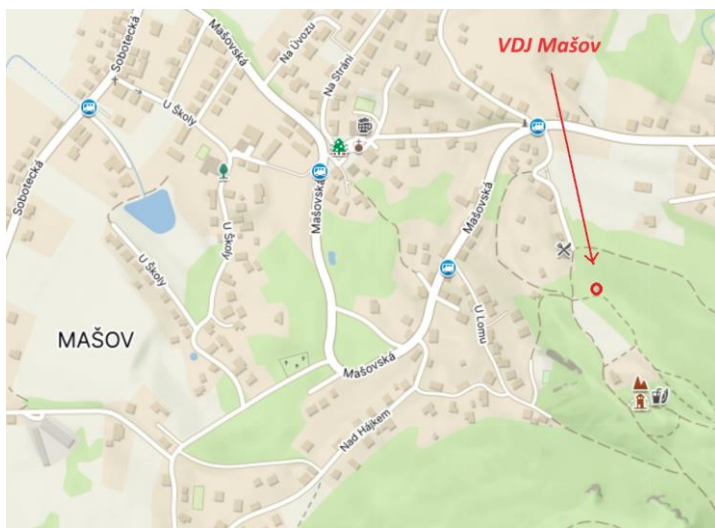 VDJ Mašov
Sobotecká
Mašovská
Na Úvozu
Na Stráni
U Školy
Mašovská
Mašovská
Sobotecká
U Školy
U Školy
U Lomu
MAŠOV
Mašovská
Nad Hájkem